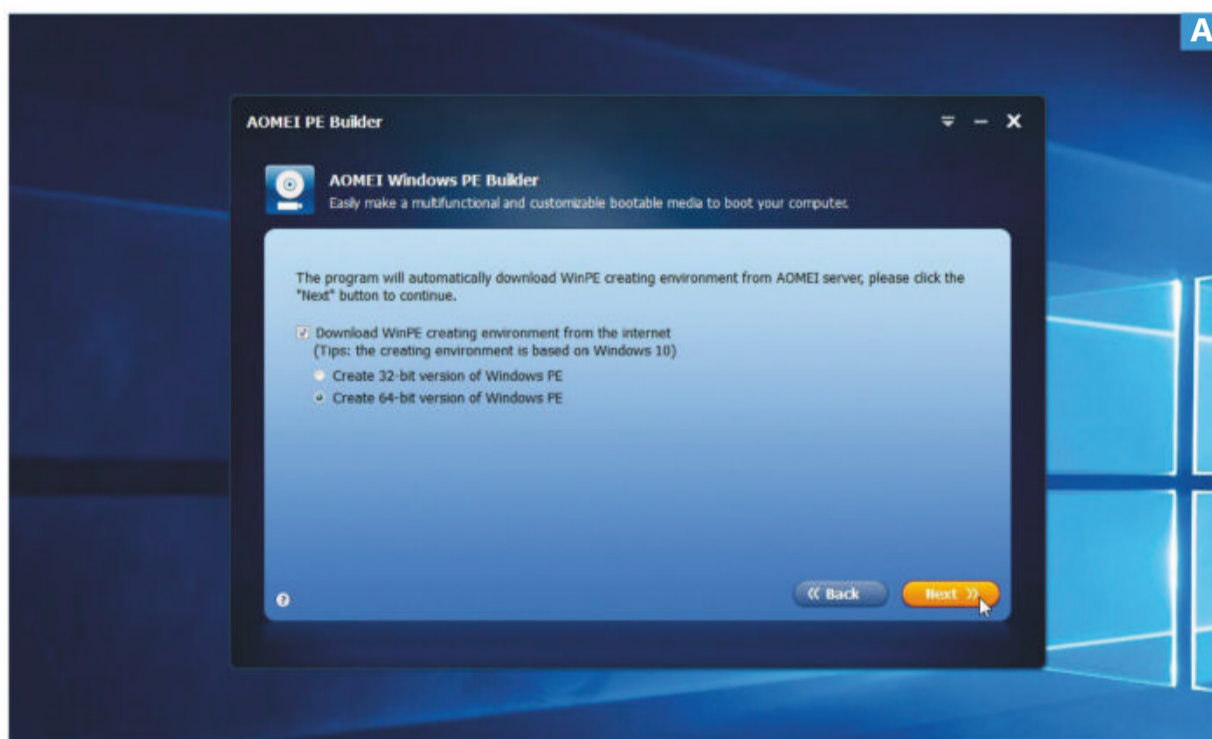 A
AOMEI PE Builder
AOMEI Windows PE Builder
Easily make a multifunctional and customizable bootable media to boot your computer.
The program will automatically download WinPE creating environment from AOMEI server, please click the
"Next" button to continue.
Download WinPE creating environment from the internet
(Tips: the creating environment is based on Windows 10)
Create 32-bit version of Windows PE
Create 64-bit version of Windows PE
?
« Back
Next »